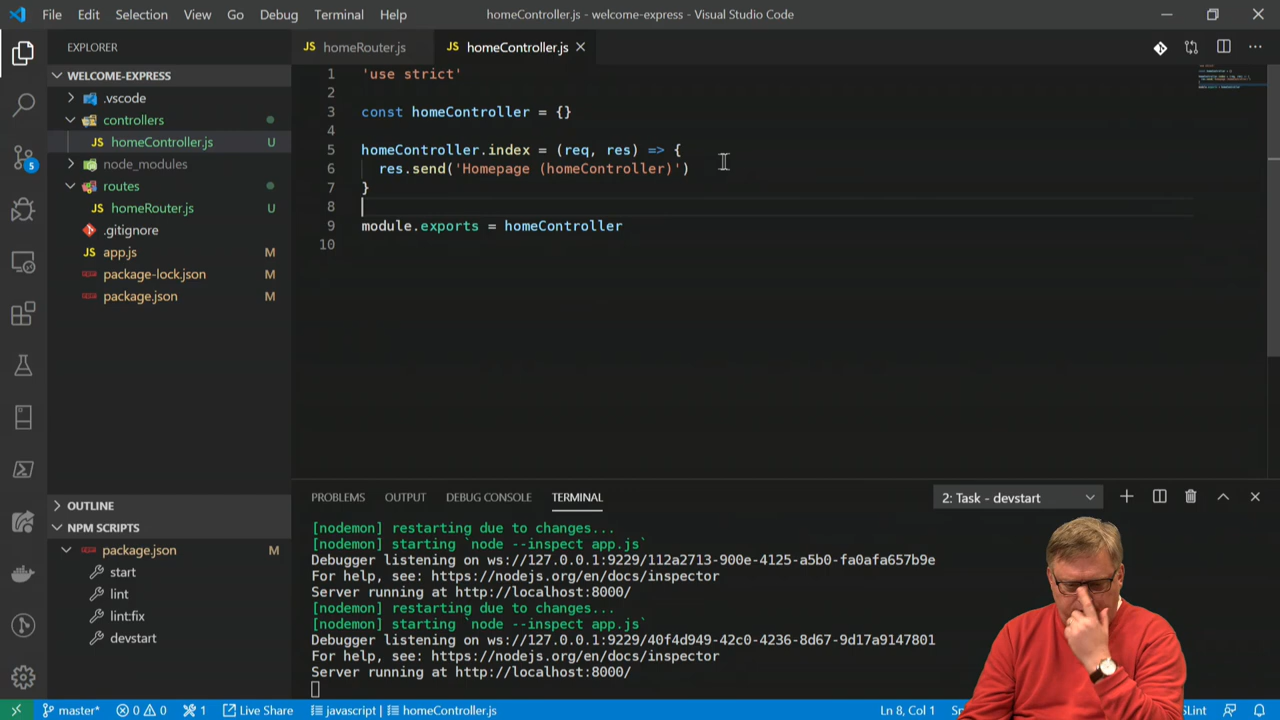 File Edit Selection View Go Debug Terminal Help homeController.js - welcome-express - Visual Studio Code
EXPLORER
JS homeRouter.js JS homeController.js
WELCOME-EXPRESS
.vscode
controllers
JS homeController.js U
node_modules
routes
JS homeRouter.js U
.gitignore
JS app.js M
package-lock.json M
package.json M
5
OUTLINE
NPM SCRIPTS
package.json M
start
lint
lint:fix
devstart
1 'use strict'
2
3 const homeController = {}
4
5 homeController.index = (req, res) => {
6 res.send('Homepage (homeController)')
7 }
8
9 module.exports = homeController
10
PROBLEMS OUTPUT DEBUG CONSOLE TERMINAL 2: Task - devstart
[nodemon] restarting due to changes...
[nodemon] starting `node --inspect app.js`
Debugger listening on ws://127.0.0.1:9229/112a2713-900e-4125-a5b0-fa0afa657b9e
For help, see: https://nodejs.org/en/docs/inspector
Server running at http://localhost:8000/
[nodemon] restarting due to changes...
[nodemon] starting `node --inspect app.js`
Debugger listening on ws://127.0.0.1:9229/40f4d949-42c0-4236-8d67-9d17a9147801
For help, see: https://nodejs.org/en/docs/inspector
Server running at http://localhost:8000/
master* 0 0 1 Live Share javascript | homeController.js Ln 8, Col 1